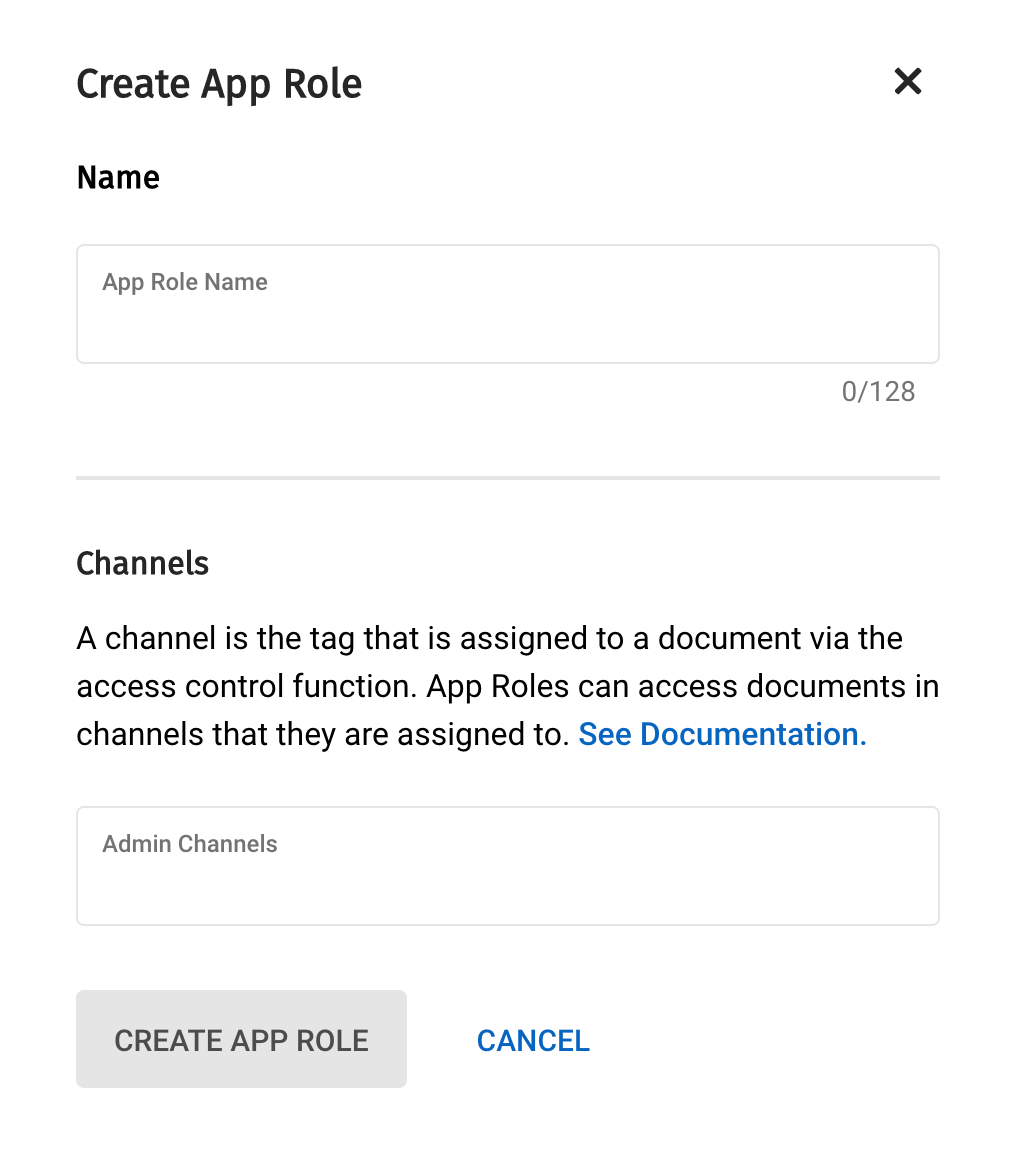 Create App Role
Name
App Role Name
0/128
Channels
A channel is the tag that is assigned to a document via the
access control function. App Roles can access documents in
channels that they are assigned to. See Documentation.
Admin Channels
CREATE APP ROLE
CANCEL